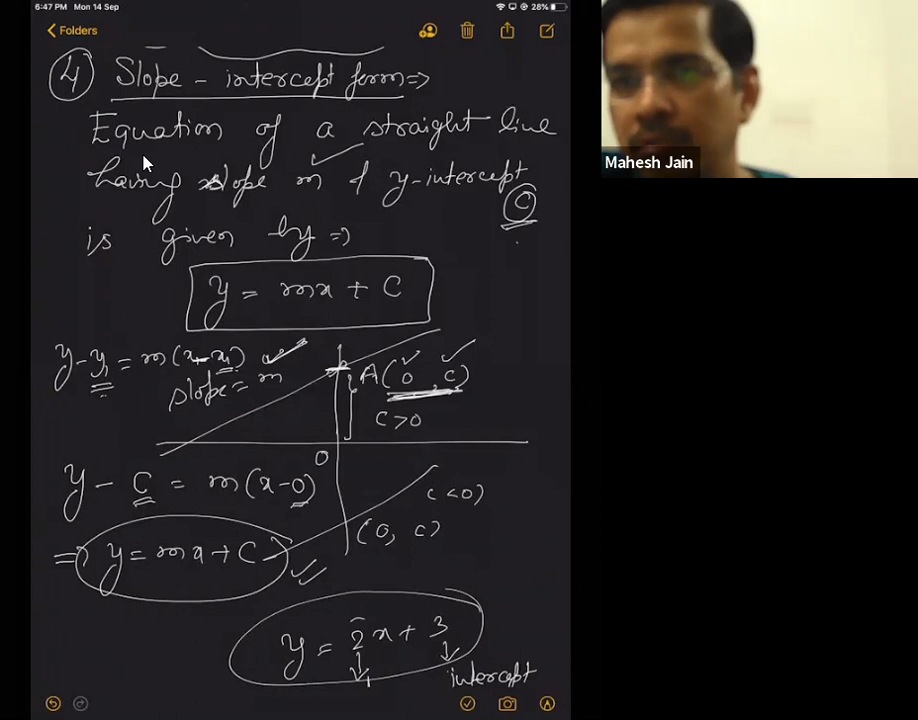 6:47 PM Mon 14 Sep
28%
Folders
4 Slope - intercept form ⇒
Equation of a straight line
having slope m & y-intercept
C
is given by ⇒
y = mx + C
y - y₁ = m(x - x₁)
slope = m
A(0, C)
C > 0
O
y - C = m(x - 0)
(C < 0)
(0, C)
⇒ y = mx + C
y = 2x + 3
intercept
Mahesh Jain